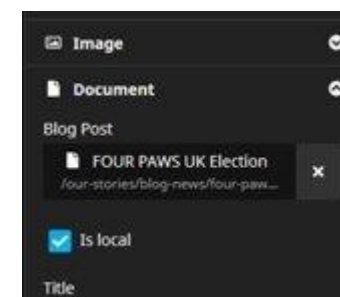 Image
Document
Blog Post
FOUR PAWS UK Election
/our-stories/blog-news/four-paw...
Is local
Title